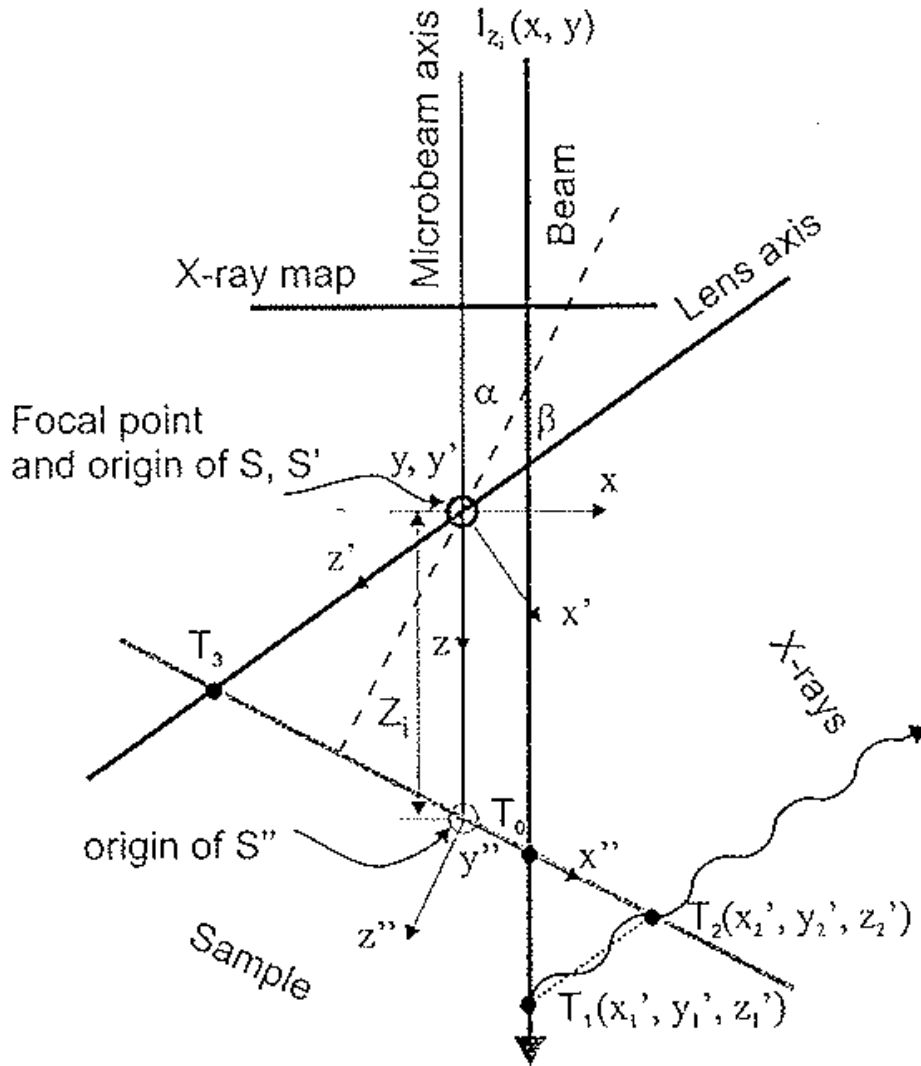 I_{z_i}(x, y)
Microbeam axis
Beam
X-ray map
Lens axis
α
β
Focal point
and origin of S, S'
y, y'
x
z'
x'
z
T₃
Z_i
X-rays
T₀
origin of S"
y"
x"
z"
T₂(x₂', y₂', z₂')
Sample
T₁(x₁', y₁', z₁')